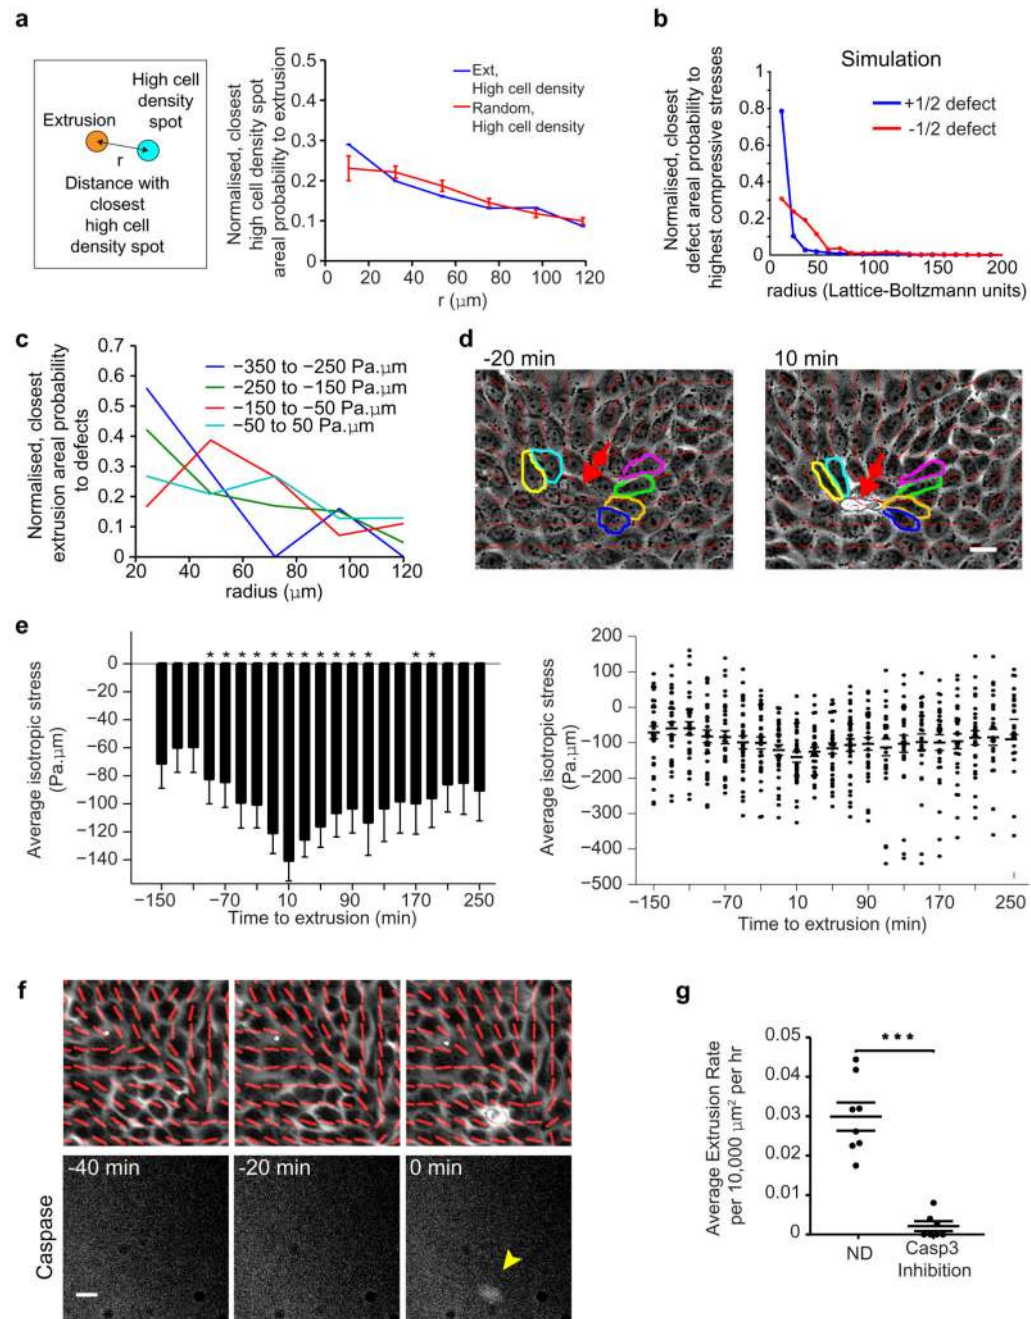 a
High cell
density
spot
Extrusion
r
Distance with
closest
high cell
density spot
Normalised, closest
high cell density spot
areal probability to extrusion
0.5
0.4
0.3
0.2
0.1
0
Ext,
High cell density
Random,
High cell density
0 20 40 60 80 100 120
r (μm)
b
Simulation
Normalised, closest
defect areal probability to
highest compressive stresses
1
0.8
0.6
0.4
0.2
0
+1/2 defect
-1/2 defect
0 50 100 150 200
radius (Lattice-Boltzmann units)
c
Normalised, closest
extrusion areal probability
to defects
0.7
0.6
0.5
0.4
0.3
0.2
0.1
0
−350 to −250 Pa.μm
−250 to −150 Pa.μm
−150 to −50 Pa.μm
−50 to 50 Pa.μm
20 40 60 80 100 120
radius (μm)
d
-20 min
10 min
e
Average isotropic stress
(Pa.μm)
0
−20
−40
−60
−80
−100
−120
−140
* * * * * * * * * * * * *
−150 −70 10 90 170 250
Time to extrusion (min)
Average isotropic stress
(Pa.μm)
200
100
0
−100
−200
−300
−400
−500
−150 −70 10 90 170 250
Time to extrusion (min)
f
Caspase
-40 min
-20 min
0 min
g
Average Extrusion Rate
per 10,000 μm² per hr
0.05
0.04
0.03
0.02
0.01
0
***
ND
Casp3
Inhibition